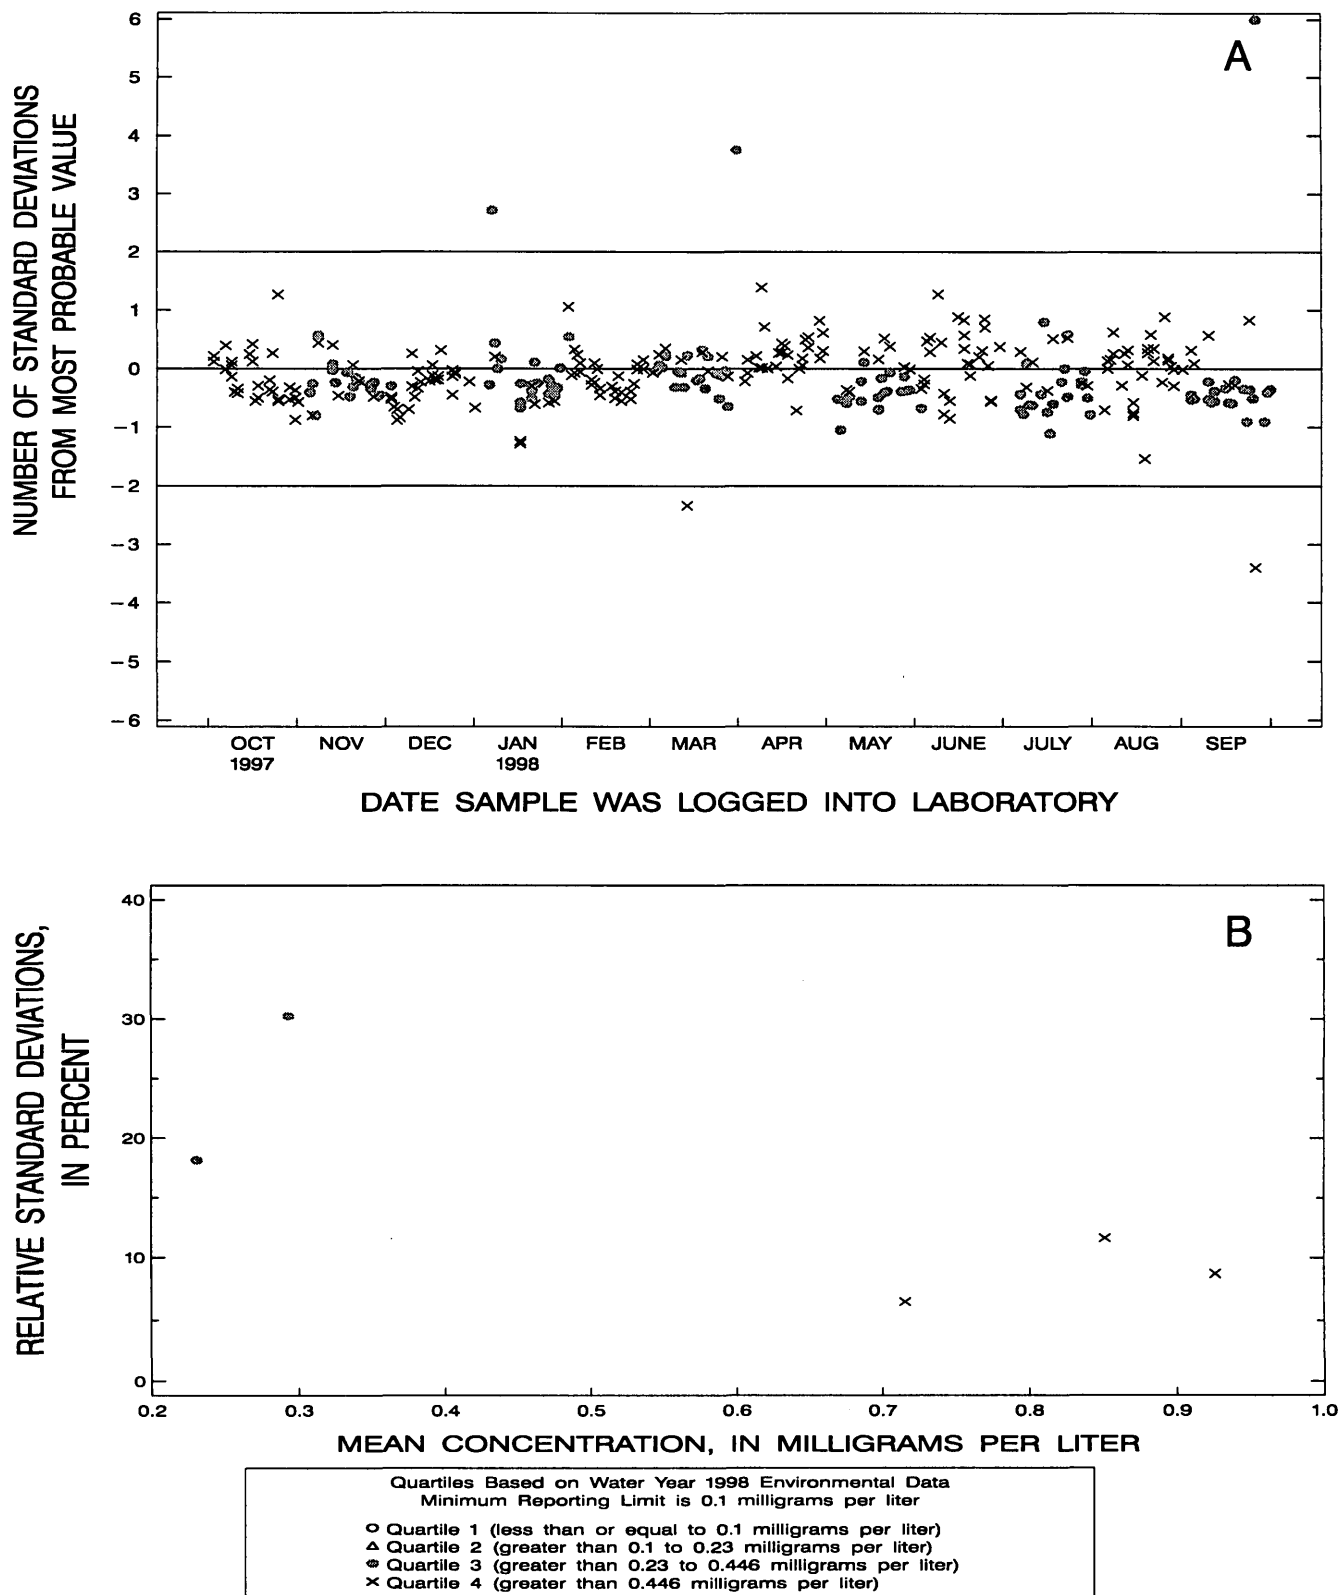 A
NUMBER OF STANDARD DEVIATIONS
FROM MOST PROBABLE VALUE
6
5
4
3
2
1
0
−1
−2
−3
−4
−5
−6
OCT NOV DEC JAN FEB MAR APR MAY JUNE JULY AUG SEP
1997 1998
DATE SAMPLE WAS LOGGED INTO LABORATORY
B
RELATIVE STANDARD DEVIATIONS,
IN PERCENT
40
30
20
10
0
0.2 0.3 0.4 0.5 0.6 0.7 0.8 0.9 1.0
MEAN CONCENTRATION, IN MILLIGRAMS PER LITER
Quartiles Based on Water Year 1998 Environmental Data
Minimum Reporting Limit is 0.1 milligrams per liter
Quartile 1 (less than or equal to 0.1 milligrams per liter)
Quartile 2 (greater than 0.1 to 0.23 milligrams per liter)
Quartile 3 (greater than 0.23 to 0.446 milligrams per liter)
Quartile 4 (greater than 0.446 milligrams per liter)